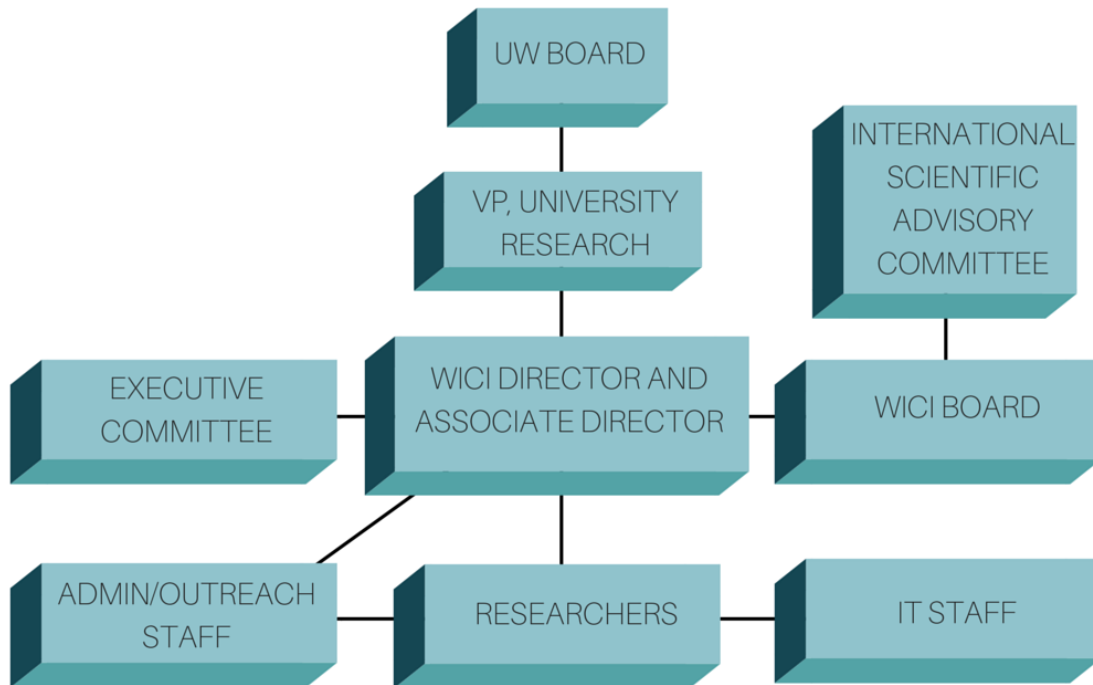 UW BOARD
INTERNATIONAL
SCIENTIFIC
ADVISORY
COMMITTEE
VP, UNIVERSITY
RESEARCH
EXECUTIVE
COMMITTEE
WICI DIRECTOR AND
ASSOCIATE DIRECTOR
WICI BOARD
ADMIN/OUTREACH
STAFF
RESEARCHERS
IT STAFF